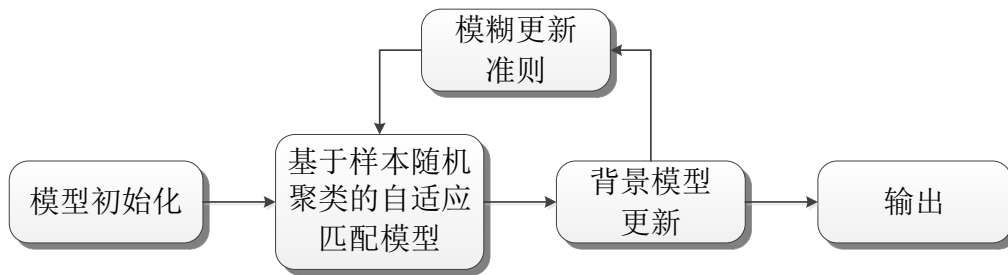 模糊更新
准则
模型初始化
基于样本随机
聚类的自适应
匹配模型
背景模型
更新
输出